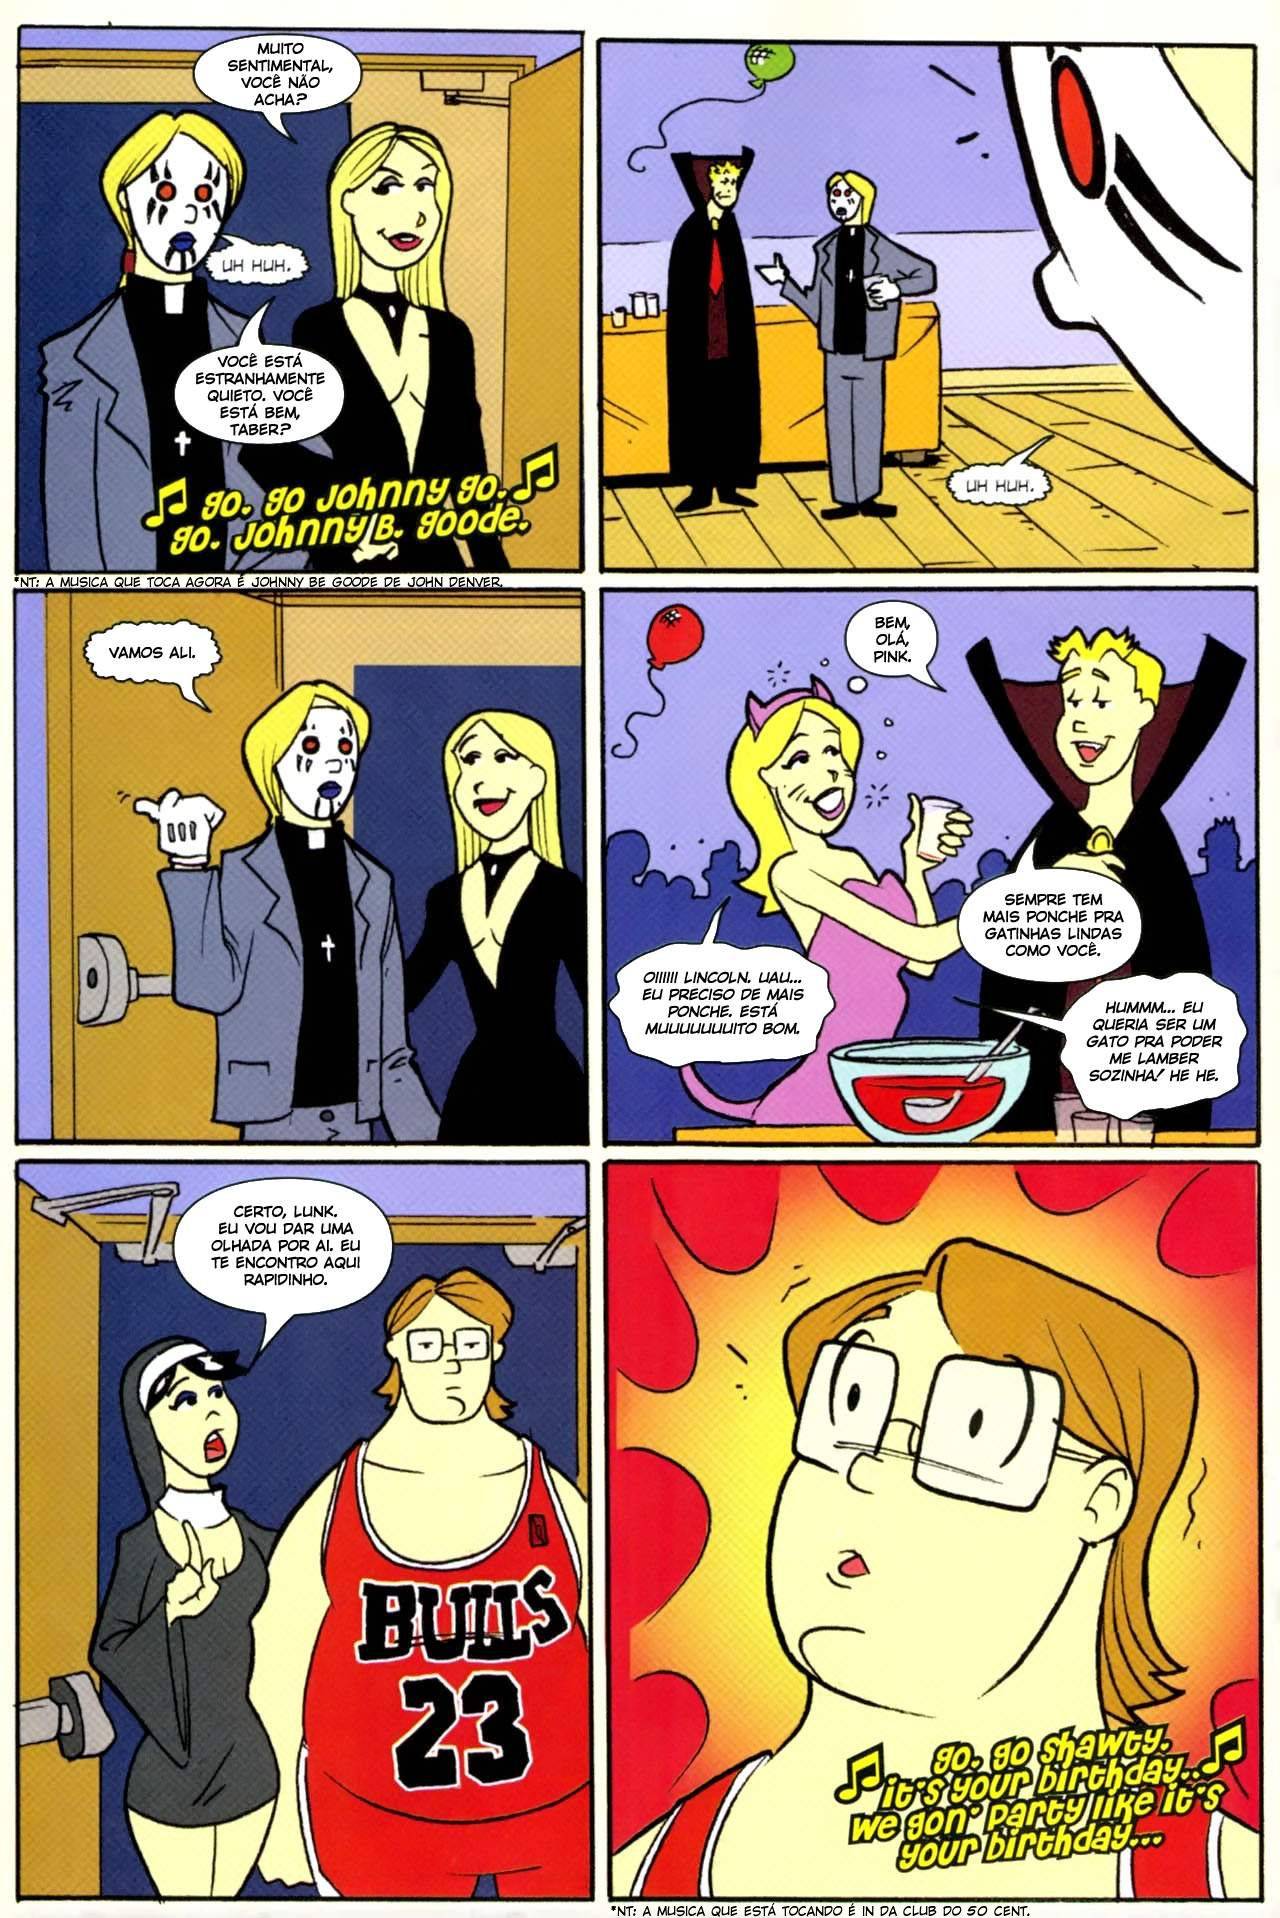 MUITO
SENTIMENTAL,
VOCÊ NÃO
ACHA?
UH HUH.
VOCÊ ESTÁ
ESTRANHAMENTE
QUIETO. VOCÊ
ESTÁ BEM,
TABER?
♫ GO. GO JOHNNY GO. ♫
GO. JOHNNY B. GOODE.
*NT: A MUSICA QUE TOCA AGORA É JOHNNY BE GOODE DE JOHN DENVER.
UH HUH.
VAMOS ALI.
BEM,
OLÁ,
PINK.
OIIIIII LINCOLN. UAU...
EU PRECISO DE MAIS
PONCHE. ESTÁ
MUUUUUUUITO BOM.
SEMPRE TEM
MAIS PONCHE PRA
GATINHAS LINDAS
COMO VOCÊ.
HUMMM... EU
QUERIA SER UM
GATO PRA PODER
ME LAMBER
SOZINHA! HE HE.
CERTO, LUNK.
EU VOU DAR UMA
OLHADA POR AI. EU
TE ENCONTRO AQUI
RAPIDINHO.
BULLS
23
♫ GO. GO SHAWTY. ♫
IT'S YOUR BIRTHDAY..
WE GON' PARTY LIKE IT'S
YOUR BIRTHDAY...
*NT: A MUSICA QUE ESTÁ TOCANDO É IN DA CLUB DO 50 CENT.